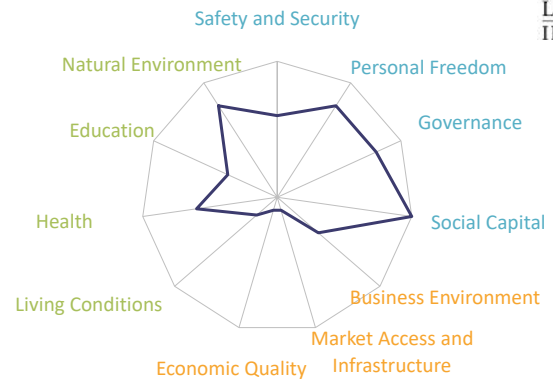 Safety and Security
Natural Environment
Personal Freedom
Education
Governance
Health
Social Capital
Living Conditions
Business Environment
Economic Quality
Market Access and
Infrastructure